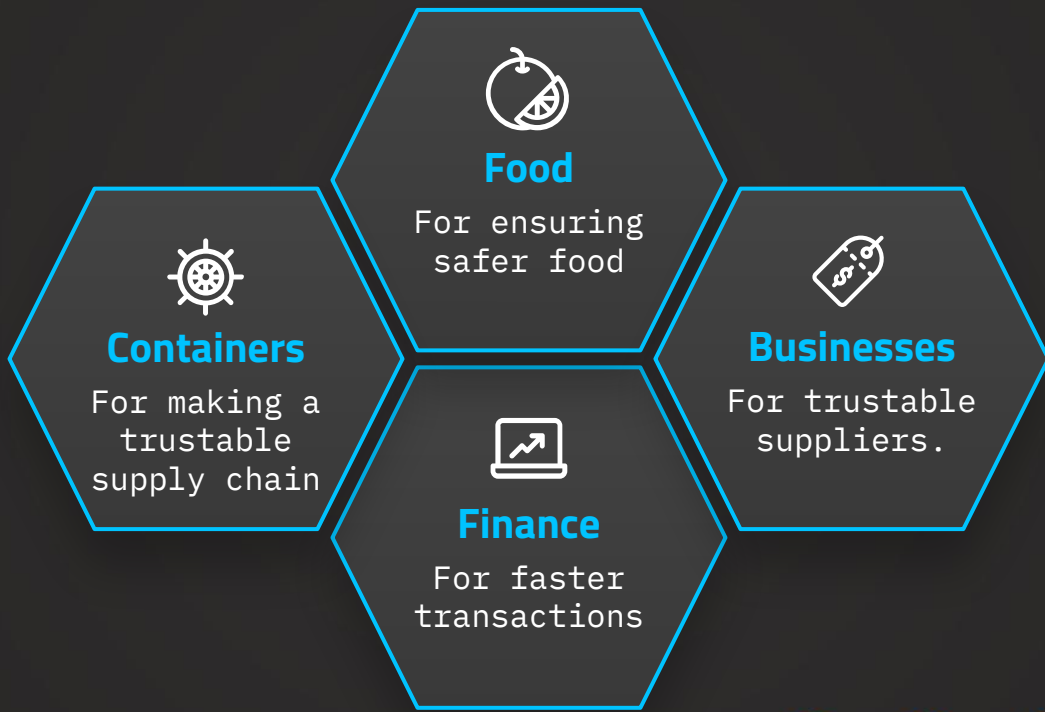 Food
For ensuring
safer food
Containers
For making a
trustable
supply chain
Businesses
For trustable
suppliers.
Finance
For faster
transactions